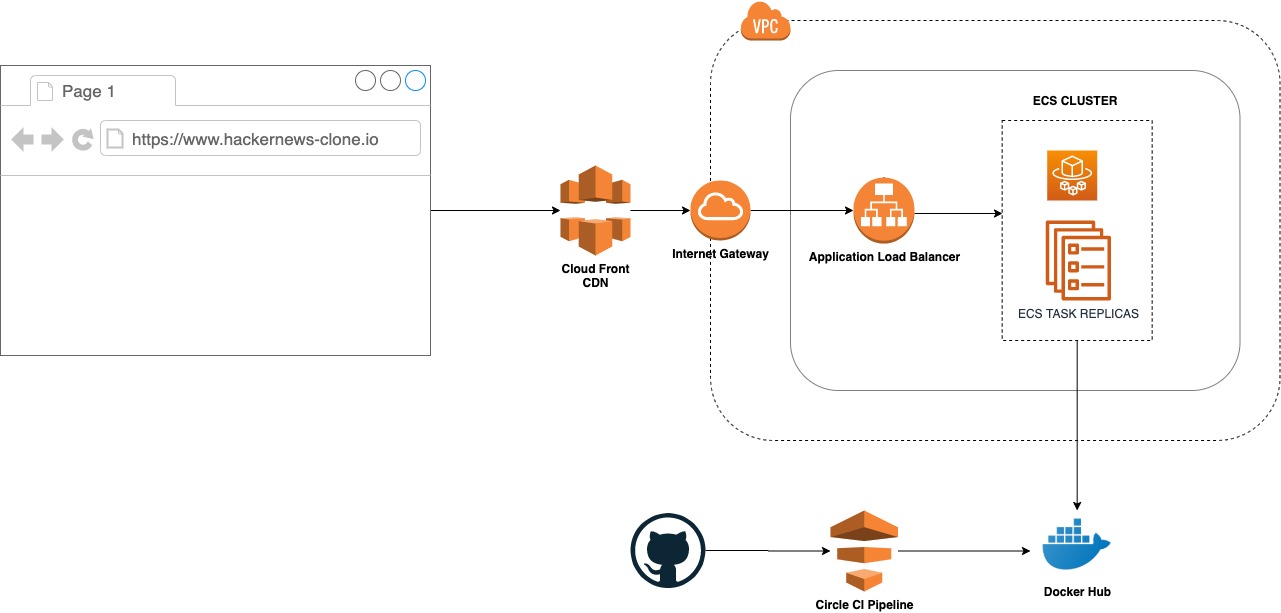 VPC
Page 1
https://www.hackernews-clone.io
ECS CLUSTER
Cloud Front
CDN
Internet Gateway
Application Load Balancer
ECS TASK REPLICAS
Circle CI Pipeline
Docker Hub